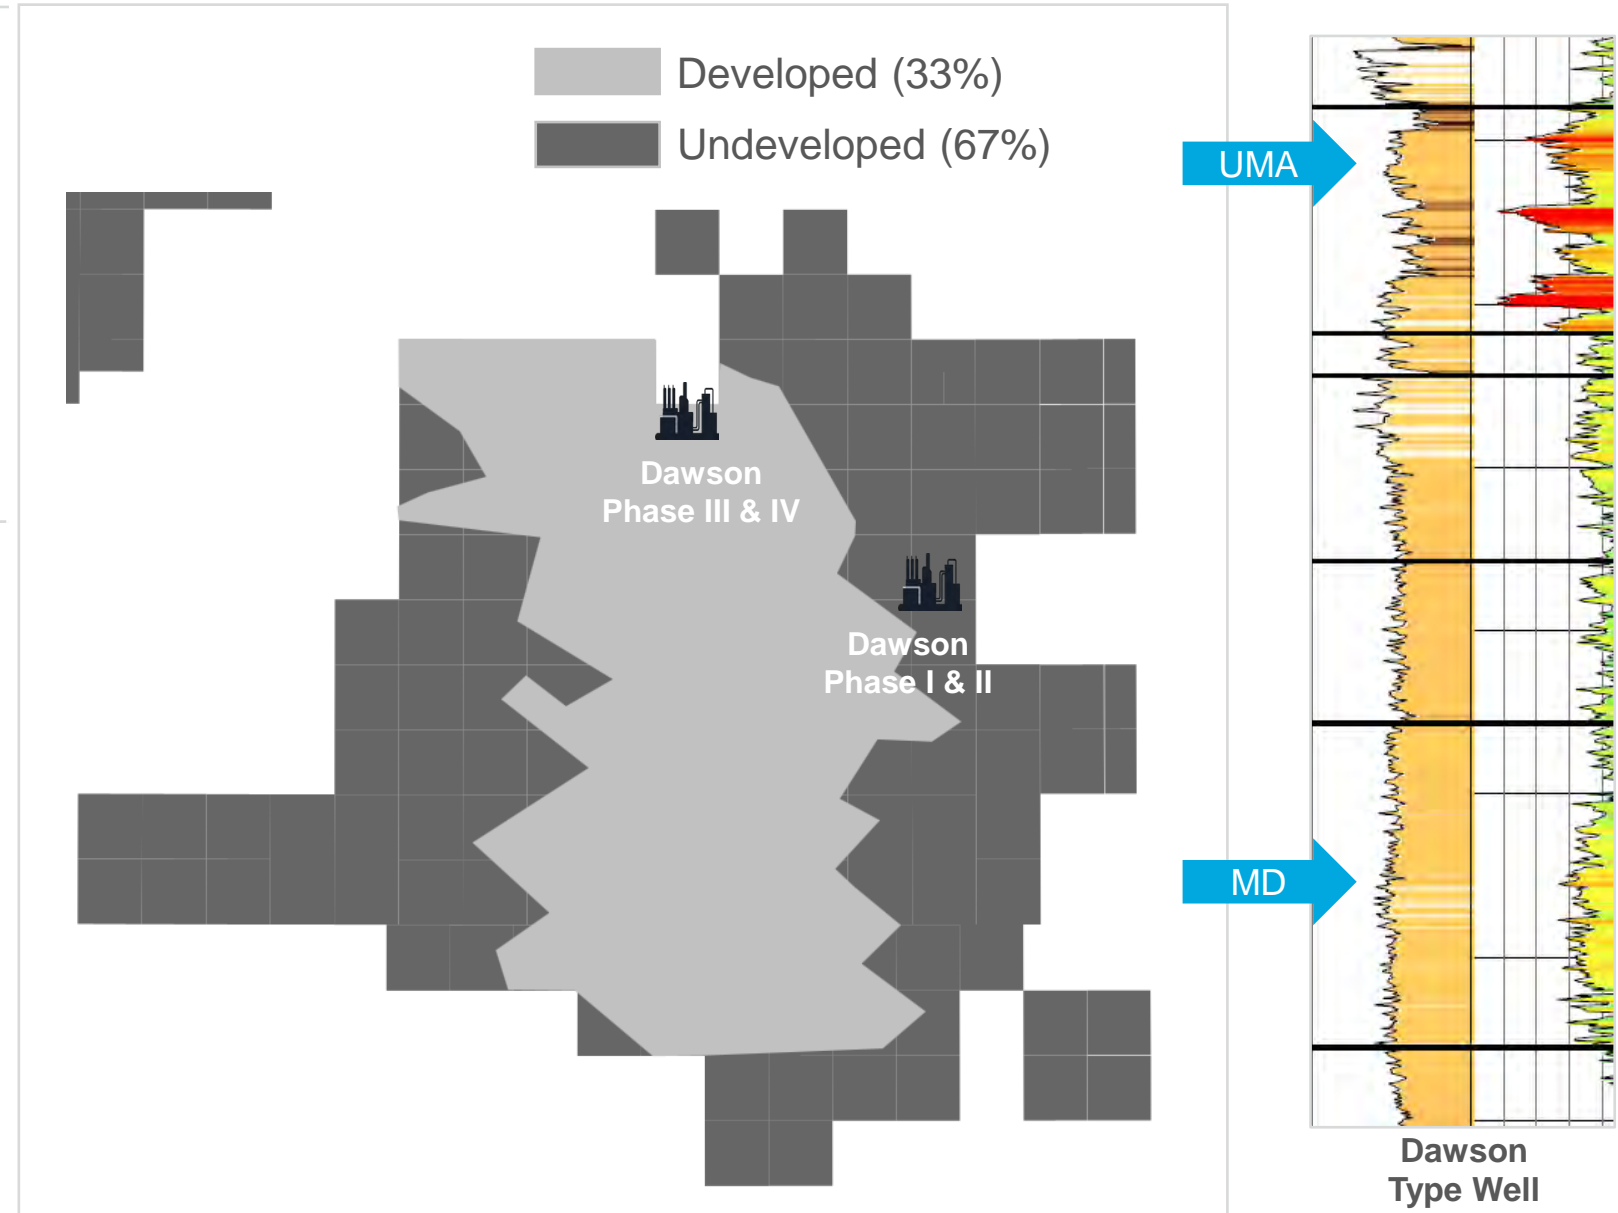 Developed (33%)
Undeveloped (67%)
UMA
Dawson
Phase III & IV
Dawson
Phase I & II
MD
Dawson
Type Well